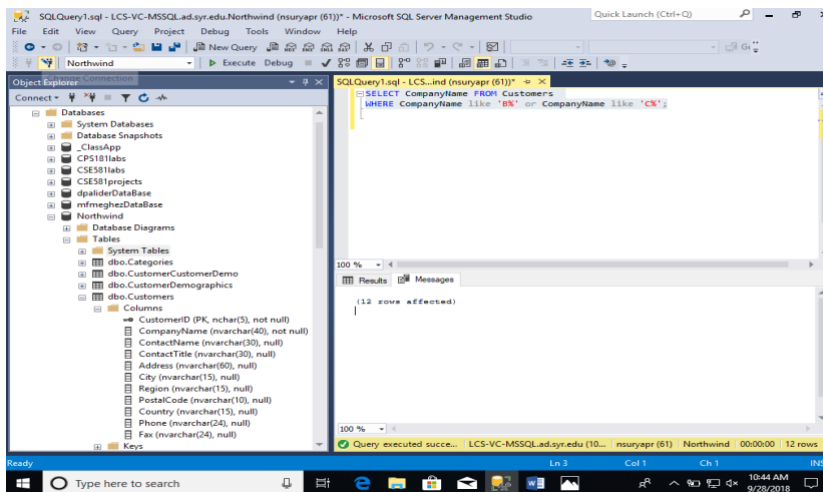 SQLQuery1.sql - LCS-VC-MSSQL.ad.syr.edu.Northwind (nsuryapr (61))* - Microsoft SQL Server Management Studio
Quick Launch (Ctrl+Q)
File Edit View Query Project Debug Tools Window Help
New Query
Northwind
Execute Debug
Object Explorer
SQLQuery1.sql - LCS...ind (nsuryapr (61))*
Connect
Databases
System Databases
Database Snapshots
_ClassApp
CPS181labs
CSE581labs
CSE581projects
dpaliderDataBase
mfmeghezDataBase
Northwind
Database Diagrams
Tables
System Tables
dbo.Categories
dbo.CustomerCustomerDemo
dbo.CustomerDemographics
dbo.Customers
Columns
CustomerID (PK, nchar(5), not null)
CompanyName (nvarchar(40), not null)
ContactName (nvarchar(30), null)
ContactTitle (nvarchar(30), null)
Address (nvarchar(60), null)
City (nvarchar(15), null)
Region (nvarchar(15), null)
PostalCode (nvarchar(10), null)
Country (nvarchar(15), null)
Phone (nvarchar(24), null)
Fax (nvarchar(24), null)
Keys
SELECT CompanyName FROM Customers
WHERE CompanyName like 'B%' or CompanyName like 'C%';
100 %
Results Messages
(12 rows affected)
100 %
Query executed succe... LCS-VC-MSSQL.ad.syr.edu (10... nsuryapr (61) Northwind 00:00:00 12 rows
Ready Ln 3 Col 1 Ch 1 INS
Type here to search
10:44 AM
9/28/2018